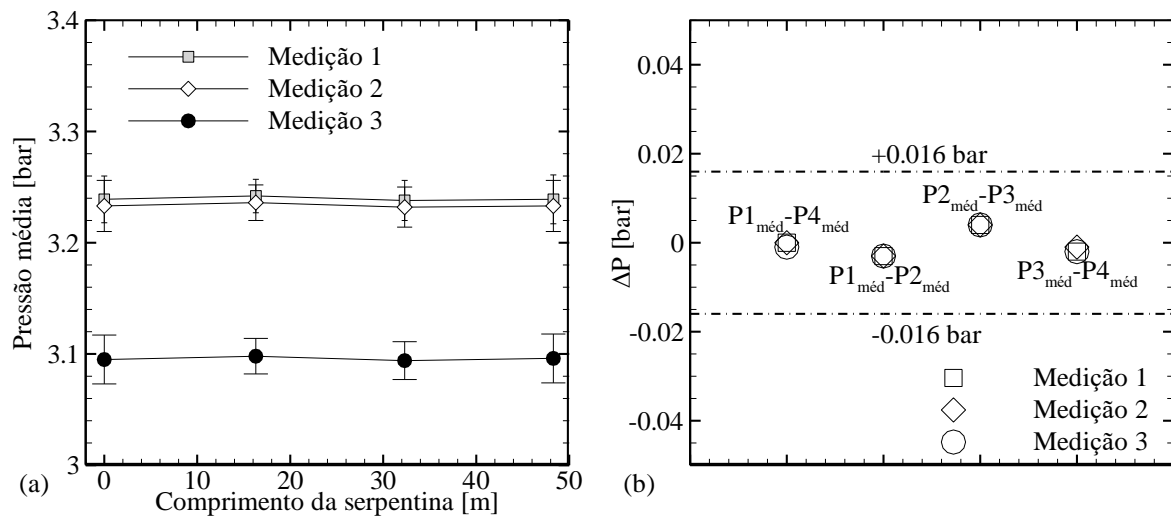 3.4
3.3
3.2
3.1
3
Pressão média [bar]
Medição 1
Medição 2
Medição 3
0
10
20
30
40
50
Comprimento da serpentina [m]
(a)
0.04
0.02
0
-0.02
-0.04
ΔP [bar]
+0.016 bar
P2méd-P3méd
P1méd-P4méd
P1méd-P2méd
P3méd-P4méd
-0.016 bar
Medição 1
Medição 2
Medição 3
(b)